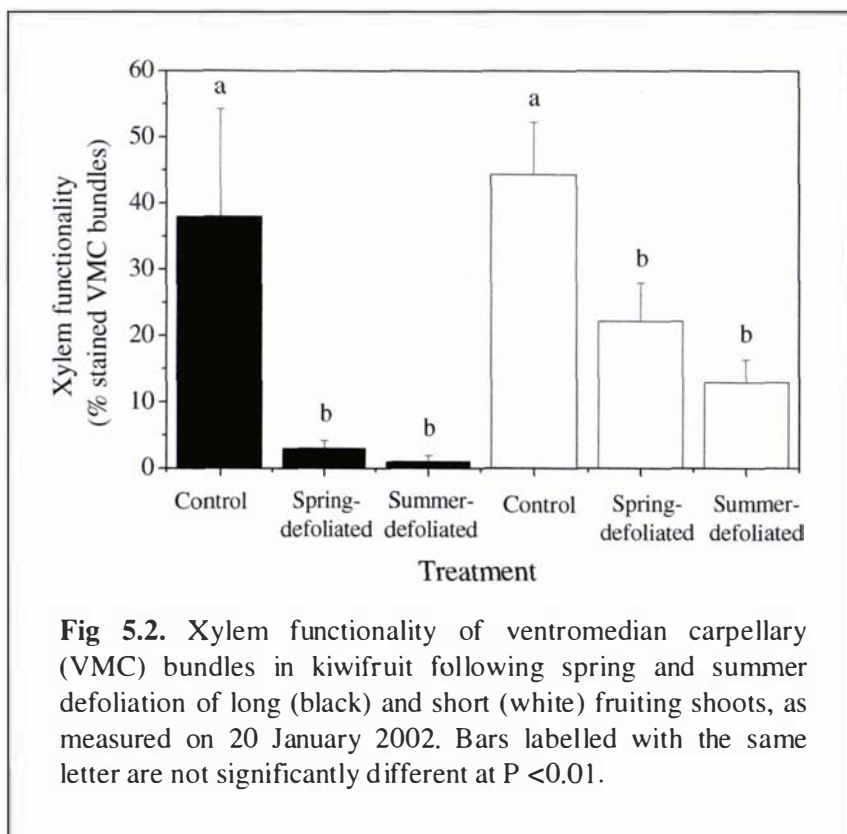 60
50
40
30
20
10
0
Xylem functionality
(% stained VMC bundles)
a
b
b
a
b
b
Control
Spring-
defoliated
Summer-
defoliated
Control
Spring-
defoliated
Summer-
defoliated
Treatment
Fig 5.2. Xylem functionality of ventromedian carpellary
(VMC) bundles in kiwifruit following spring and summer
defoliation of long (black) and short (white) fruiting shoots, as
measured on 20 January 2002. Bars labelled with the same
letter are not significantly different at P <0.01.